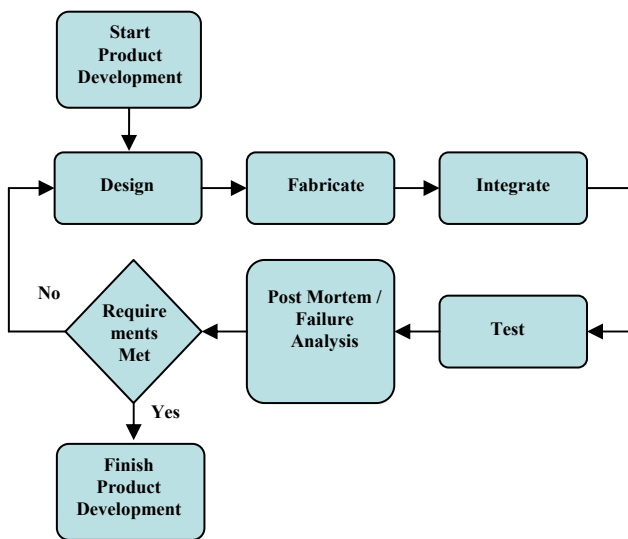 Start
Product
Development
Design
Fabricate
Integrate
No
Require
ments
Met
Post Mortem /
Failure
Analysis
Test
Yes
Finish
Product
Development